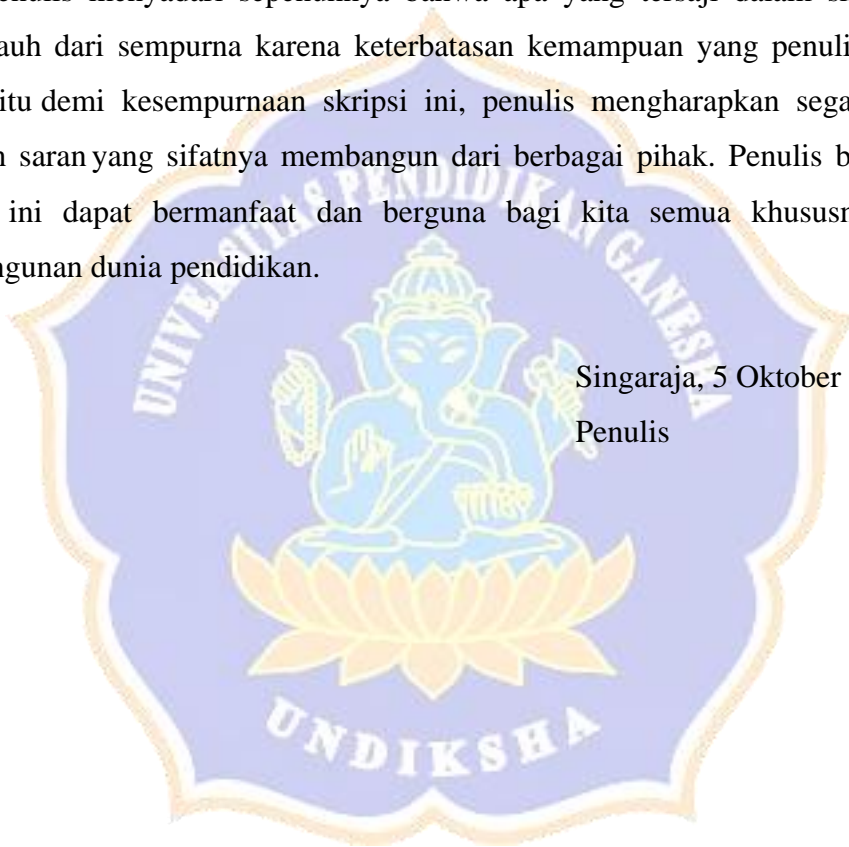 enulis menyadari sepenuhnya bahwa apa yang tersaji dalam s
auh dari sempurna karena keterbatasan kemampuan yang penuli
itu demi kesempurnaan skripsi ini, penulis mengharapkan sega
n saran yang sifatnya membangun dari berbagai pihak. Penulis b
ini dapat bermanfaat dan berguna bagi kita semua khususn
ngunan dunia pendidikan.
UNIVERSITAS PENDIDIKAN GANESHA
Singaraja, 5 Oktober
Penulis
UNDIKSHA